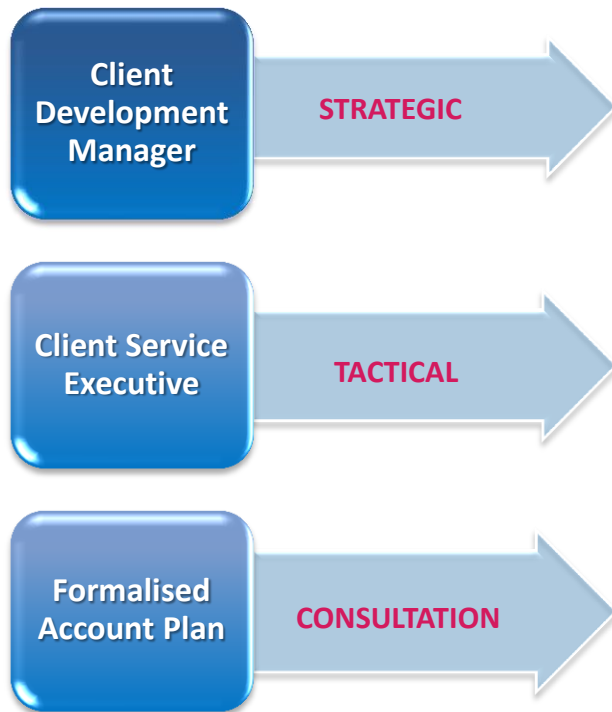 Client
Development
Manager
STRATEGIC
Client Service
Executive
TACTICAL
Formalised
Account Plan
CONSULTATION